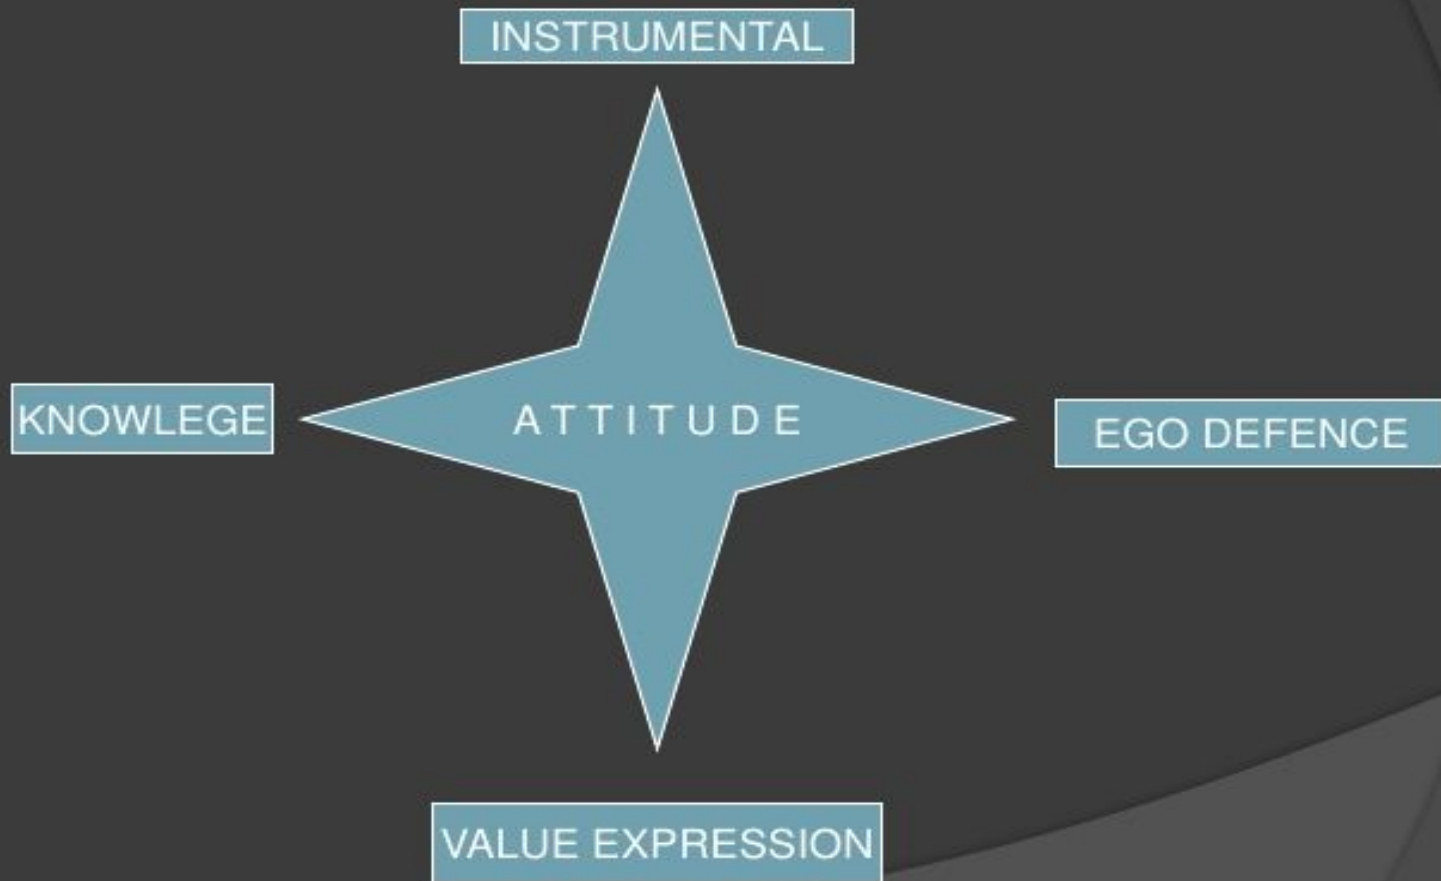 INSTRUMENTAL
KNOWLEGE
ATTITUDE
EGO DEFENCE
VALUE EXPRESSION